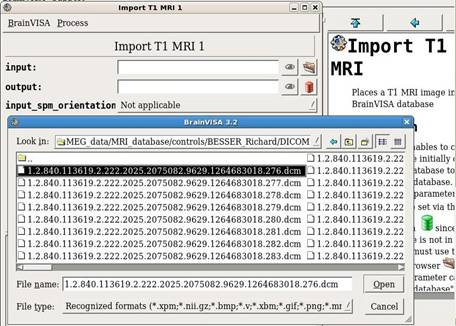 Import T1 MRI 1
BrainVISA Process
Import T1 MRI 1
input:
output:
input_spm_orientation Not applicable
Import T1
MRI
Places a T1 MRI image in
BrainVISA database
BrainVISA 3.2
Look in: MEG_data/MRI_database/controls/BESSER_Richard/DICOM
..
1.2.840.113619.2.222.2025.2075082.9629.1264683018.276.dcm
1.2.840.113619.2.222.2025.2075082.9629.1264683018.277.dcm
1.2.840.113619.2.222.2025.2075082.9629.1264683018.278.dcm
1.2.840.113619.2.222.2025.2075082.9629.1264683018.279.dcm
1.2.840.113619.2.222.2025.2075082.9629.1264683018.280.dcm
1.2.840.113619.2.222.2025.2075082.9629.1264683018.281.dcm
1.2.840.113619.2.222.2025.2075082.9629.1264683018.282.dcm
1.2.840.113619.2.222.2025.2075082.9629.1264683018.283.dcm
1.2.840.113619.2.22
1.2.840.113619.2.22
1.2.840.113619.2.22
1.2.840.113619.2.22
1.2.840.113619.2.22
1.2.840.113619.2.22
1.2.840.113619.2.22
1.2.840.113619.2.22
1.2.840.113619.2.22
File name: 1.2.840.113619.2.222.2025.2075082.9629.1264683018.276.dcm Open
File type: Recognized formats (*.xpm;*.nii.gz;*.bmp;*.v;*.xbm;*.gif;*.png;*.mr Cancel
nables to c
initially
database to
database
parameter
set via th
since
e is not in
must use t
owser
rameter ca
database"